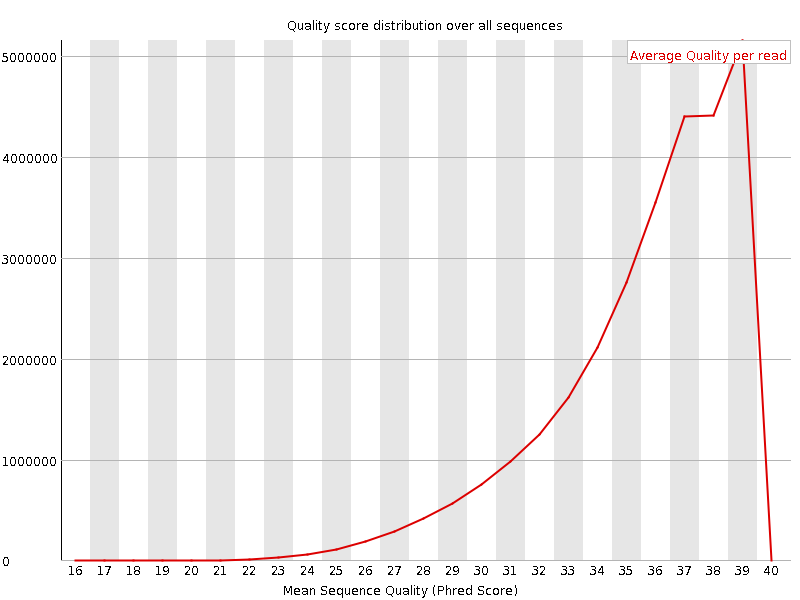 Quality score distribution over all sequences
Average Quality per read
5000000
4000000
3000000
2000000
1000000
0
16 17 18 19 20 21 22 23 24 25 26 27 28 29 30 31 32 33 34 35 36 37 38 39 40
Mean Sequence Quality (Phred Score)